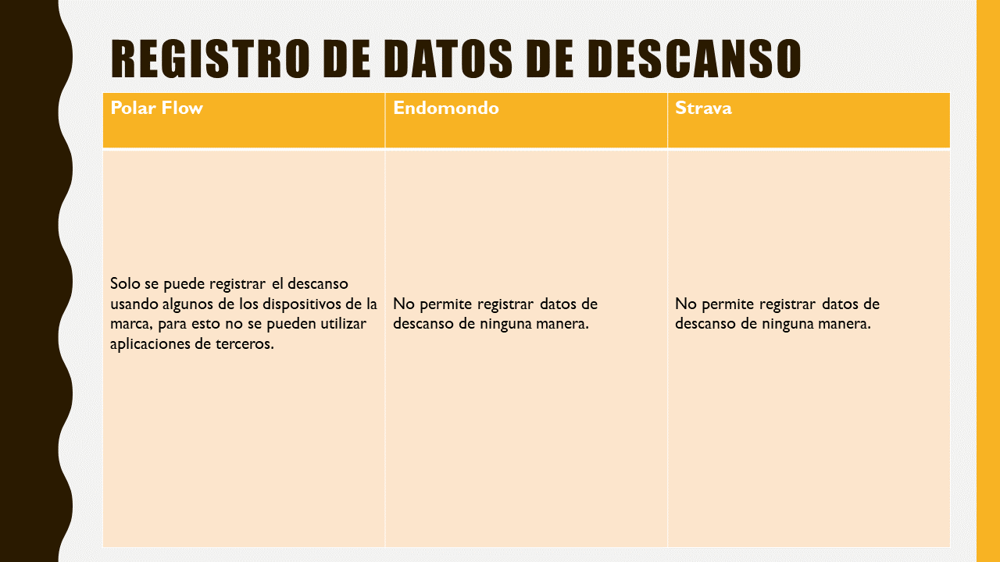 REGISTRO DE DATOS DE DESCANSO
Polar Flow
Endomondo
Strava
Solo se puede registrar el descanso
usando algunos de los dispositivos de la
marca, para esto no se pueden utilizar
aplicaciones de terceros.
No permite registrar datos de
descanso de ninguna manera.
No permite registrar datos de
descanso de ninguna manera.